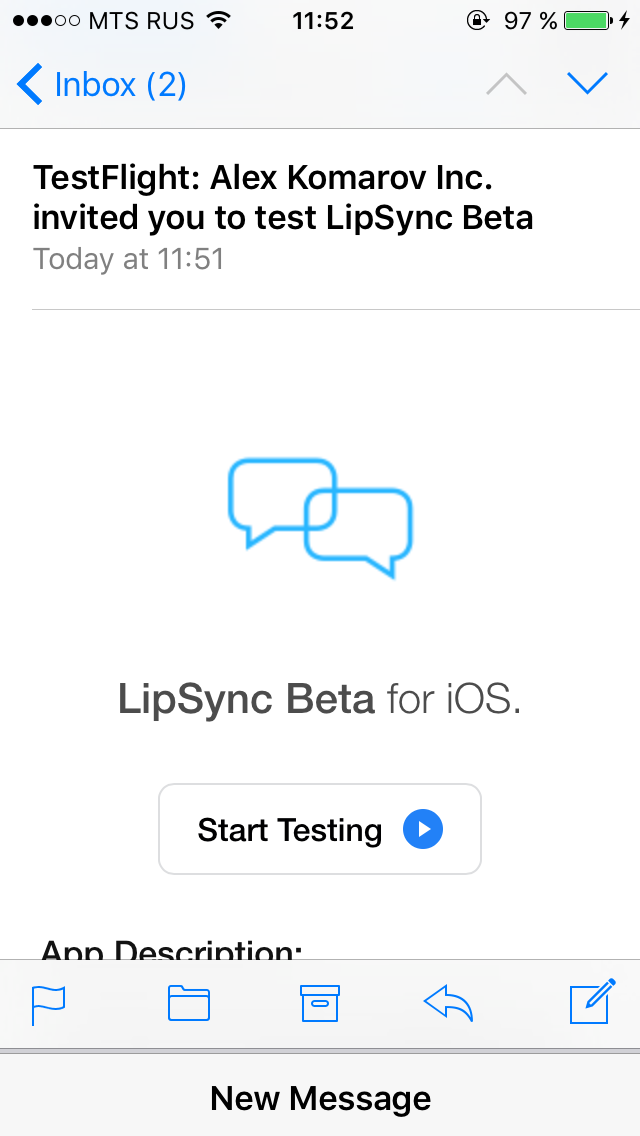 MTS RUS 11:52 97 %
Inbox (2)
TestFlight: Alex Komarov Inc.
invited you to test LipSync Beta
Today at 11:51
LipSync Beta for iOS.
Start Testing
App Description:
New Message